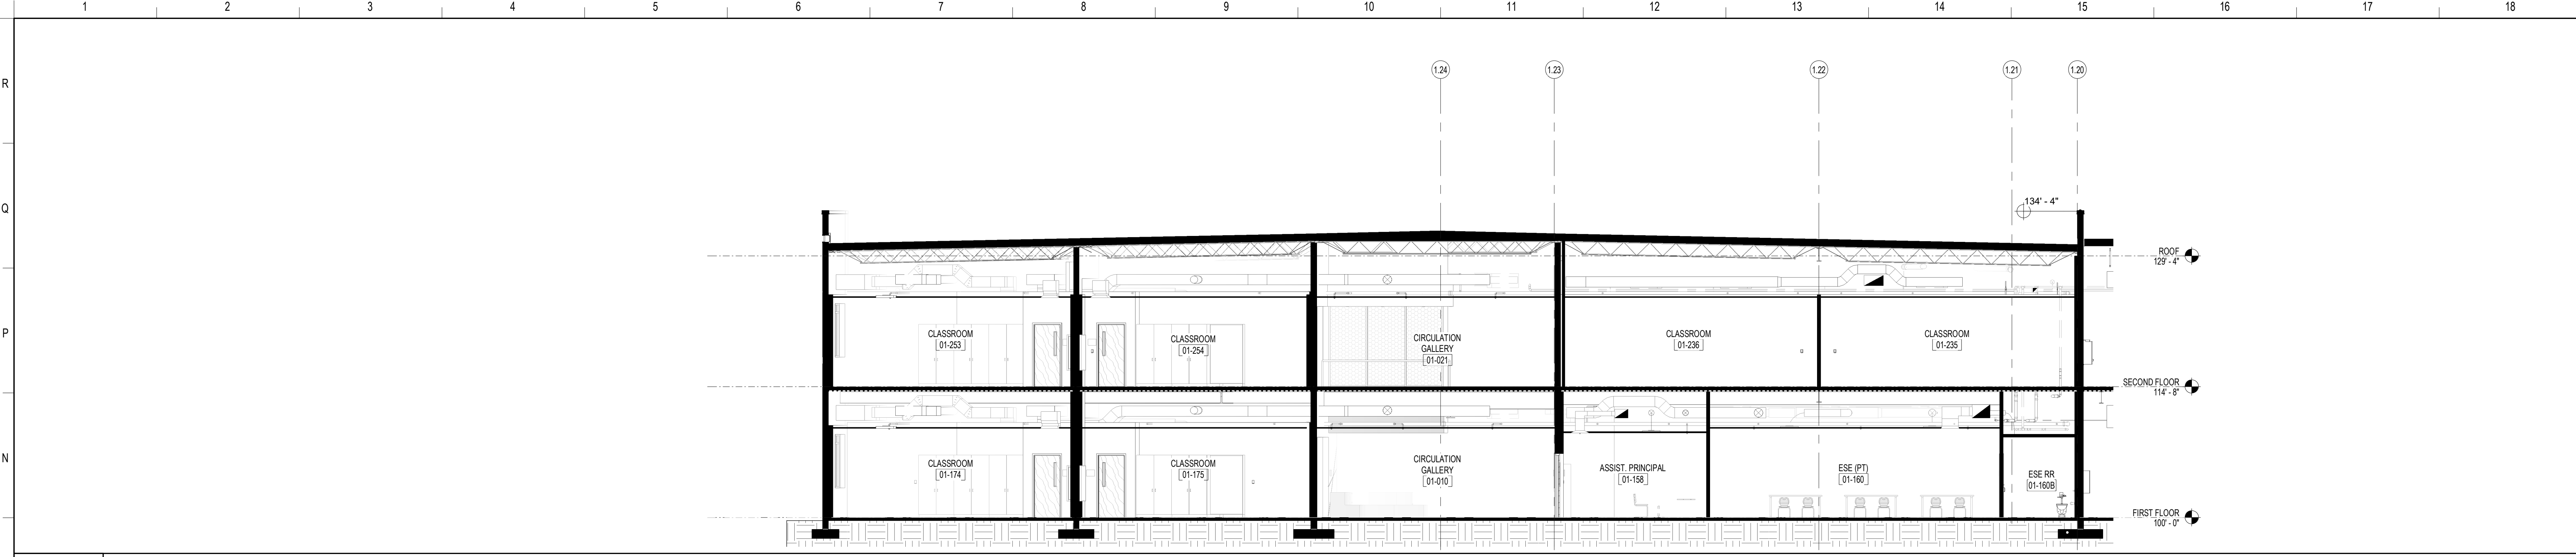 1 2 3 4 5 6 7 8 9 10 11 12 13 14 15 16 17 18
R
1.24 1.23 1.22 1.21 1.20
Q
134' - 4"
ROOF
129' - 4"
P
CLASSROOM
01-253
CLASSROOM
01-254
CIRCULATION
GALLERY
01-021
CLASSROOM
01-236
CLASSROOM
01-235
SECOND FLOOR
114' - 8"
N
CLASSROOM
01-174
CLASSROOM
01-175
CIRCULATION
GALLERY
01-010
ASSIST. PRINCIPAL
01-158
ESE (PT)
01-160
ESE RR
01-160B
FIRST FLOOR
100' - 0"